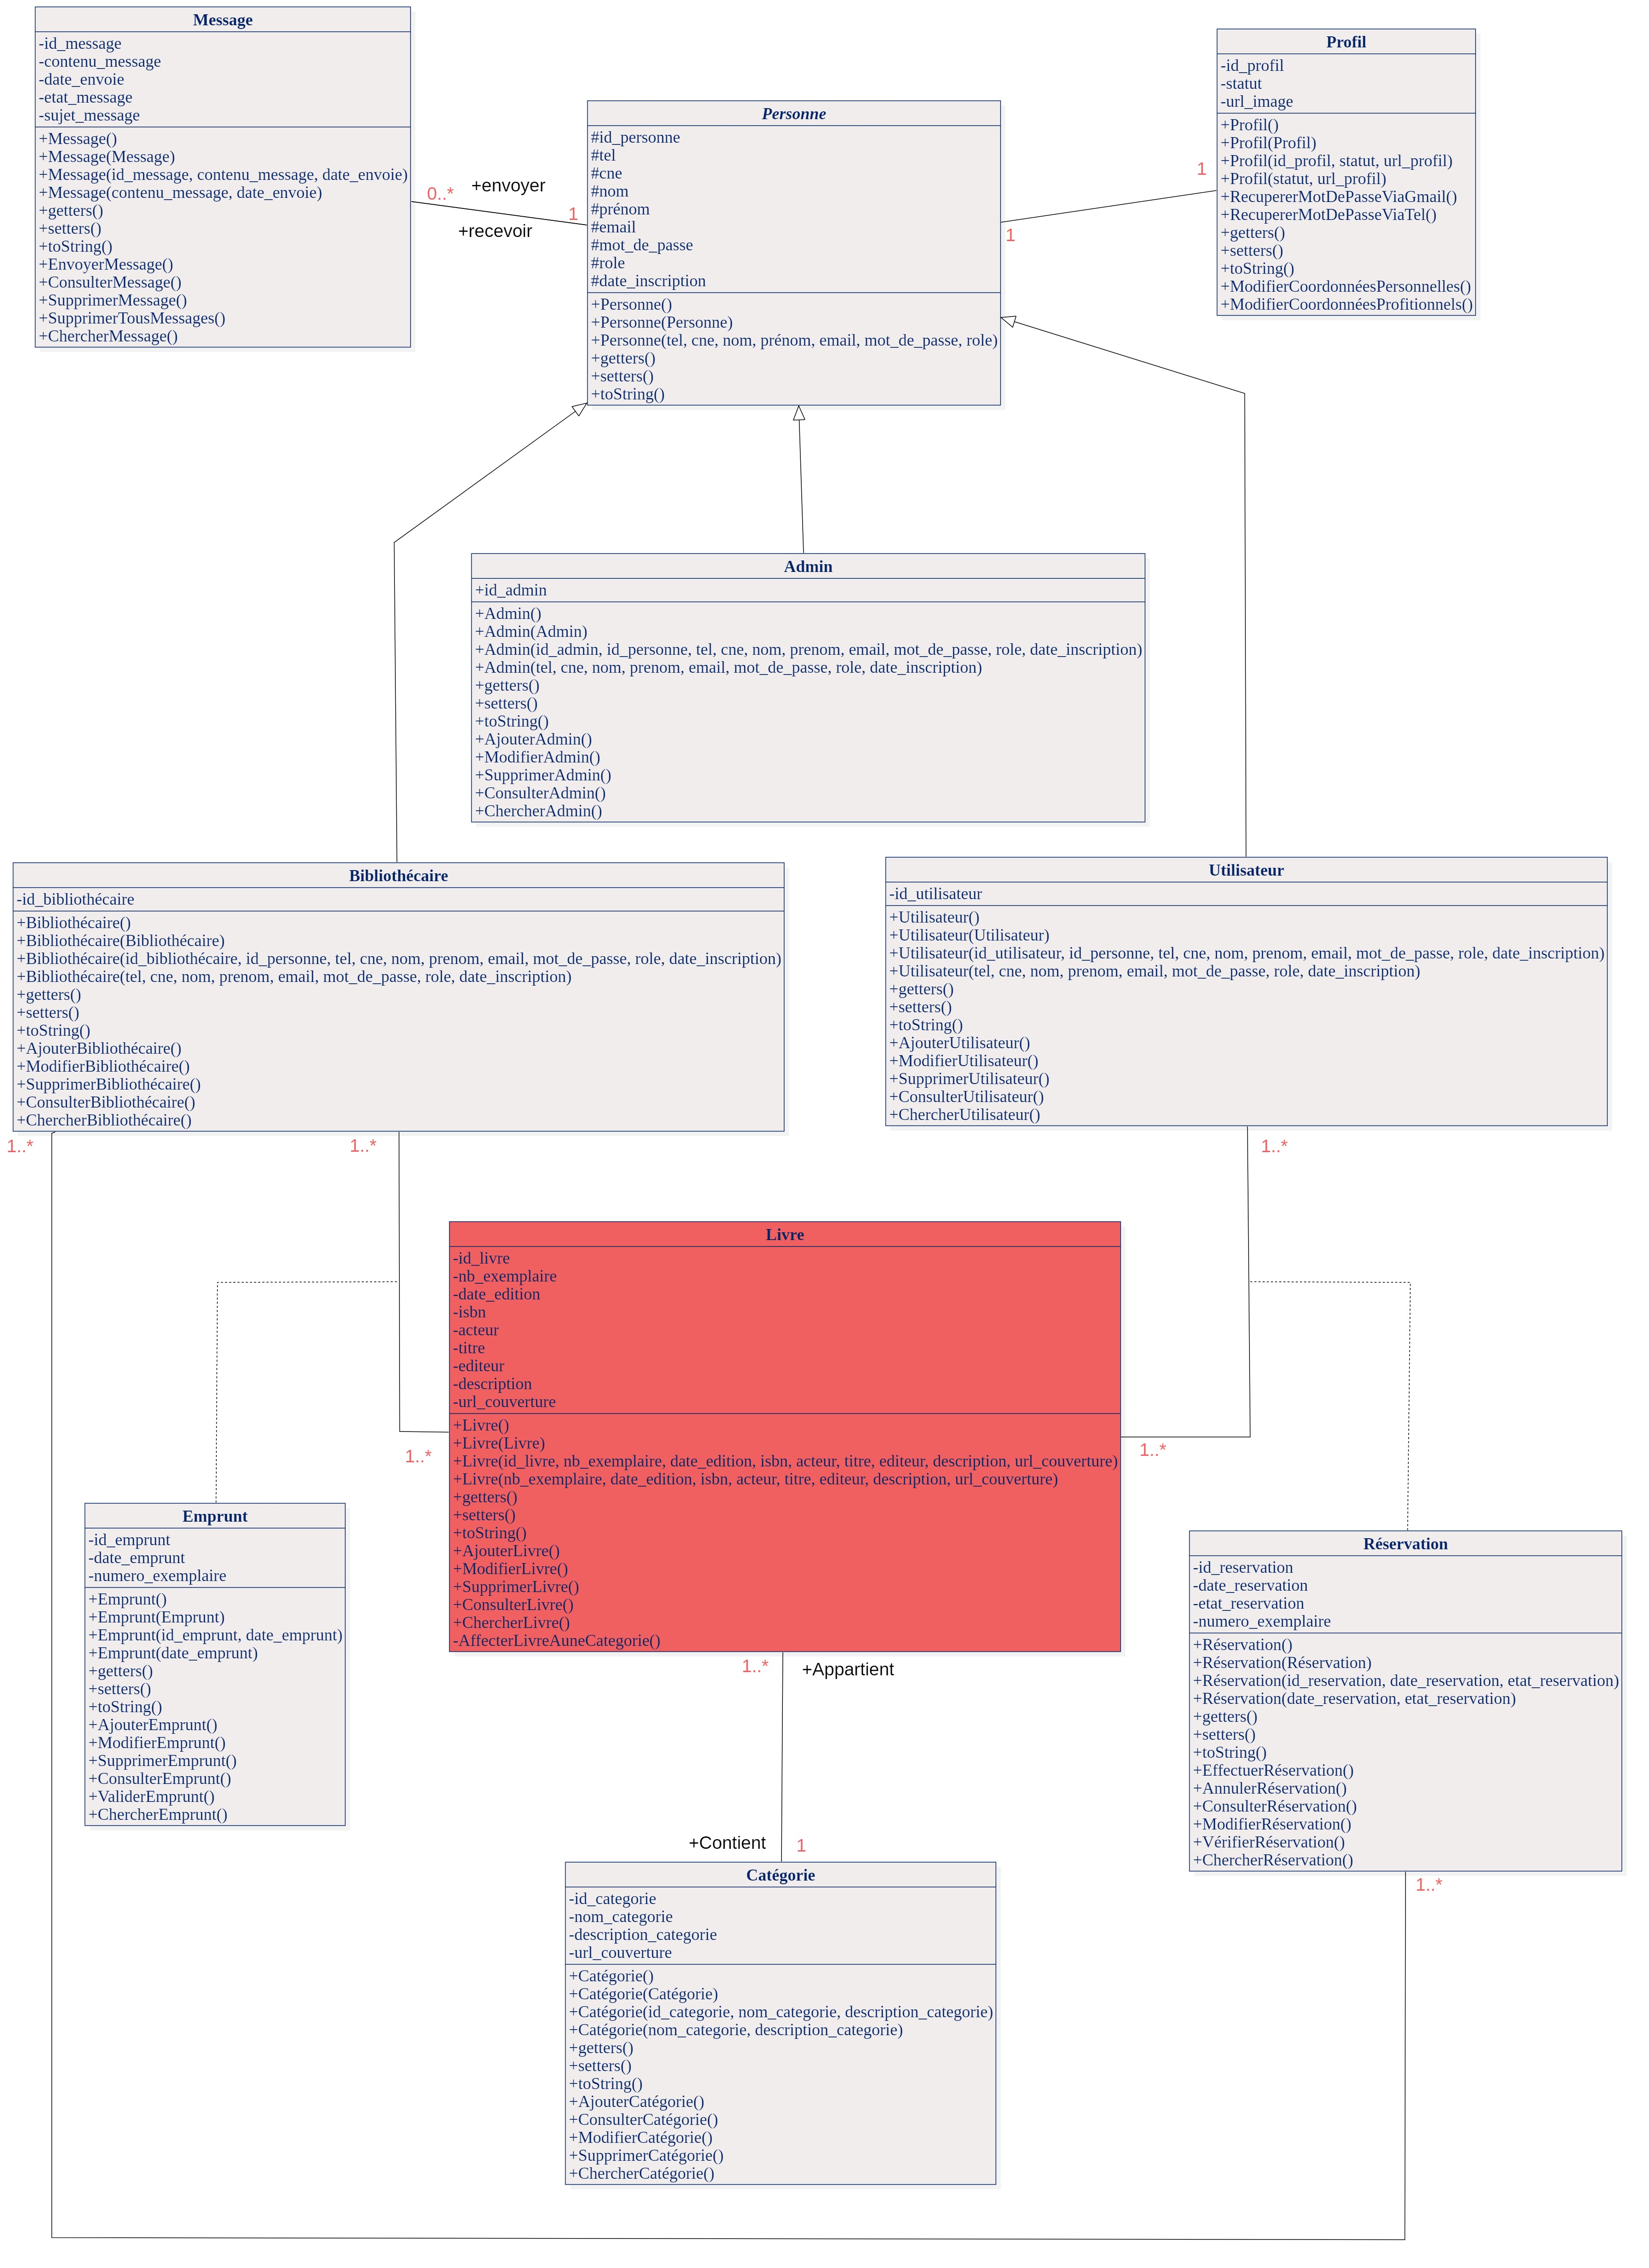 Message
-id_message
-contenu_message
-date_envoie
-etat_message
-sujet_message
+Message()
+Message(Message)
+Message(id_message, contenu_message, date_envoie)
+Message(contenu_message, date_envoie)
+getters()
+setters()
+toString()
+EnvoyerMessage()
+ConsulterMessage()
+SupprimerMessage()
+SupprimerTousMessages()
+ChercherMessage()
0..*
+envoyer
+recevoir
1
Personne
#id_personne
#tel
#cne
#nom
#prénom
#email
#mot_de_passe
#role
#date_inscription
+Personne()
+Personne(Personne)
+Personne(tel, cne, nom, prénom, email, mot_de_passe, role)
+getters()
+setters()
+toString()
1
1
Profil
-id_profil
-statut
-url_image
+Profil()
+Profil(Profil)
+Profil(id_profil, statut, url_profil)
+Profil(statut, url_profil)
+RecupererMotDePasseViaGmail()
+RecupererMotDePasseViaTel()
+getters()
+setters()
+toString()
+ModifierCoordonnéesPersonnelles()
+ModifierCoordonnéesProfitionnels()
Admin
+id_admin
+Admin()
+Admin(Admin)
+Admin(id_admin, id_personne, tel, cne, nom, prenom, email, mot_de_passe, role, date_inscription)
+Admin(tel, cne, nom, prenom, email, mot_de_passe, role, date_inscription)
+getters()
+setters()
+toString()
+AjouterAdmin()
+ModifierAdmin()
+SupprimerAdmin()
+ConsulterAdmin()
+ChercherAdmin()
Bibliothécaire
-id_bibliothécaire
+Bibliothécaire()
+Bibliothécaire(Bibliothécaire)
+Bibliothécaire(id_bibliothécaire, id_personne, tel, cne, nom, prenom, email, mot_de_passe, role, date_inscription)
+Bibliothécaire(tel, cne, nom, prenom, email, mot_de_passe, role, date_inscription)
+getters()
+setters()
+toString()
+AjouterBibliothécaire()
+ModifierBibliothécaire()
+SupprimerBibliothécaire()
+ConsulterBibliothécaire()
+ChercherBibliothécaire()
1..*
1..*
Utilisateur
-id_utilisateur
+Utilisateur()
+Utilisateur(Utilisateur)
+Utilisateur(id_utilisateur, id_personne, tel, cne, nom, prenom, email, mot_de_passe, role, date_inscription)
+Utilisateur(tel, cne, nom, prenom, email, mot_de_passe, role, date_inscription)
+getters()
+setters()
+toString()
+AjouterUtilisateur()
+ModifierUtilisateur()
+SupprimerUtilisateur()
+ConsulterUtilisateur()
+ChercherUtilisateur()
1..*
Livre
-id_livre
-nb_exemplaire
-date_edition
-isbn
-acteur
-titre
-editeur
-description
-url_couverture
+Livre()
+Livre(Livre)
+Livre(id_livre, nb_exemplaire, date_edition, isbn, acteur, titre, editeur, description, url_couverture)
+Livre(nb_exemplaire, date_edition, isbn, acteur, titre, editeur, description, url_couverture)
+getters()
+setters()
+toString()
+AjouterLivre()
+ModifierLivre()
+SupprimerLivre()
+ConsulterLivre()
+ChercherLivre()
-AffecterLivreAuneCategorie()
1..*
1..*
1..*
+Appartient
Emprunt
-id_emprunt
-date_emprunt
-numero_exemplaire
+Emprunt()
+Emprunt(Emprunt)
+Emprunt(id_emprunt, date_emprunt)
+Emprunt(date_emprunt)
+getters()
+setters()
+toString()
+AjouterEmprunt()
+ModifierEmprunt()
+SupprimerEmprunt()
+ConsulterEmprunt()
+ValiderEmprunt()
+ChercherEmprunt()
Réservation
-id_reservation
-date_reservation
-etat_reservation
-numero_exemplaire
+Réservation()
+Réservation(Réservation)
+Réservation(id_reservation, date_reservation, etat_reservation)
+Réservation(date_reservation, etat_reservation)
+getters()
+setters()
+toString()
+EffectuerRéservation()
+AnnulerRéservation()
+ConsulterRéservation()
+ModifierRéservation()
+VérifierRéservation()
+ChercherRéservation()
1..*
+Contient
1
Catégorie
-id_categorie
-nom_categorie
-description_categorie
-url_couverture
+Catégorie()
+Catégorie(Catégorie)
+Catégorie(id_categorie, nom_categorie, description_categorie)
+Catégorie(nom_categorie, description_categorie)
+getters()
+setters()
+toString()
+AjouterCatégorie()
+ConsulterCatégorie()
+ModifierCatégorie()
+SupprimerCatégorie()
+ChercherCatégorie()